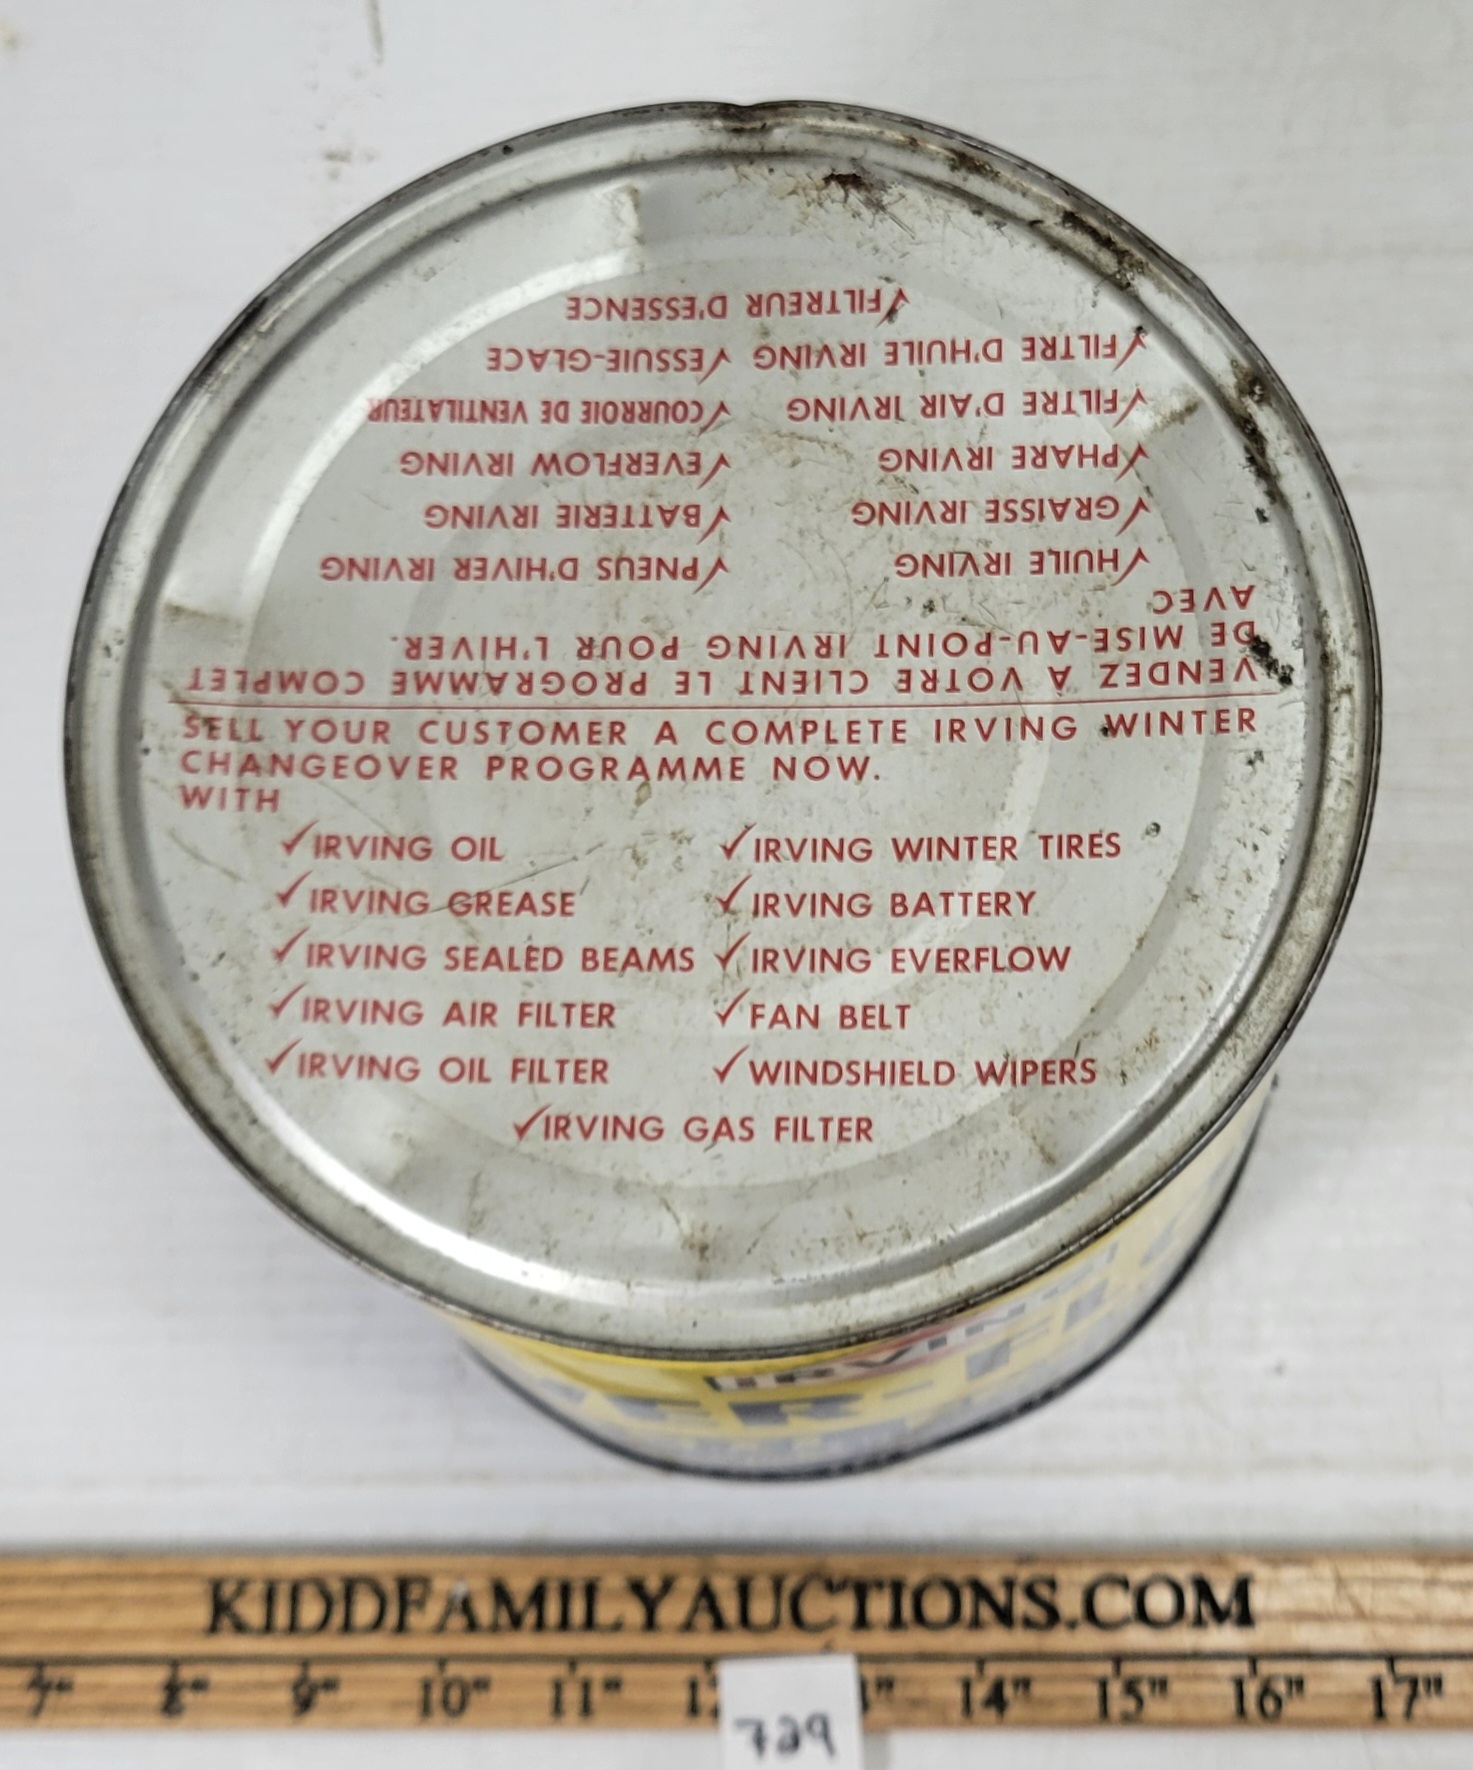 VENDEZ À VOTRE CLIENT LE PROGRAMME COMPLET
DE MISE-AU-POINT IRVING POUR L'HIVER.
AVEC
✓HUILE IRVING ✓PNEUS D'HIVER IRVING
✓GRAISSE IRVING ✓BATTERIE IRVING
✓PHARE IRVING ✓EVERFLOW IRVING
✓FILTRE D'AIR IRVING ✓COURROIE DE VENTILATEUR
✓FILTRE D'HUILE IRVING ✓ESSUIE-GLACE
✓FILTREUR D'ESSENCE
SELL YOUR CUSTOMER A COMPLETE IRVING WINTER
CHANGEOVER PROGRAMME NOW.
WITH
✓IRVING OIL ✓IRVING WINTER TIRES
✓IRVING GREASE ✓IRVING BATTERY
✓IRVING SEALED BEAMS ✓IRVING EVERFLOW
✓IRVING AIR FILTER ✓FAN BELT
✓IRVING OIL FILTER ✓WINDSHIELD WIPERS
✓IRVING GAS FILTER
IRVING
KIDDFAMILYAUCTIONS.COM
7" 8" 9" 10" 11" 14" 15" 16" 17"
729